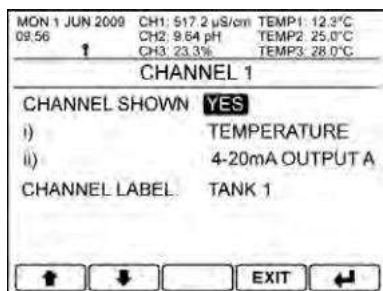 MON 1 JUN 2009 CH1: 517.2 µS/cm TEMP1: 12.3°C
09:56 CH2: 9.64 pH TEMP2: 25.0°C
CH3: 23.3% TEMP3: 28.0°C
CHANNEL 1
CHANNEL SHOWN YES
i) TEMPERATURE
ii) 4-20mA OUTPUT A
CHANNEL LABEL TANK 1
EXIT